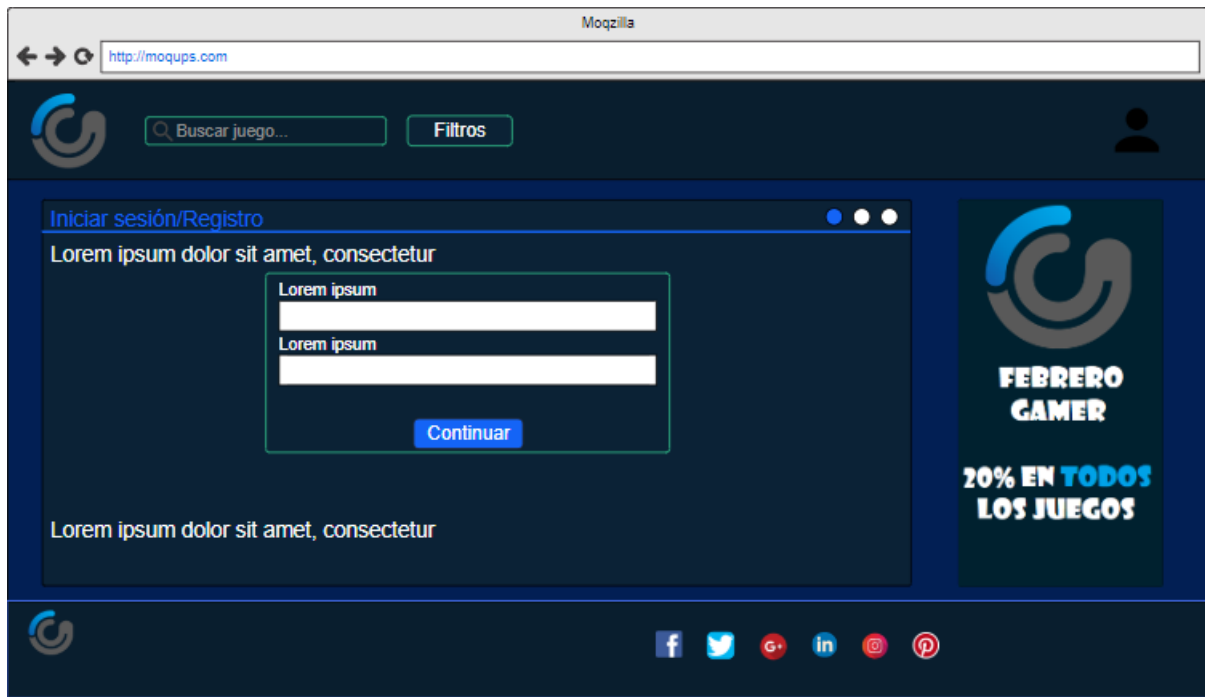 Moqzilla
http://moqups.com
Buscar juego...
Filtros
Iniciar sesión/Registro
Lorem ipsum dolor sit amet, consectetur
Lorem ipsum
Lorem ipsum
Continuar
Lorem ipsum dolor sit amet, consectetur
FEBRERO
GAMER
20% EN TODOS
LOS JUEGOS
f
G+
in